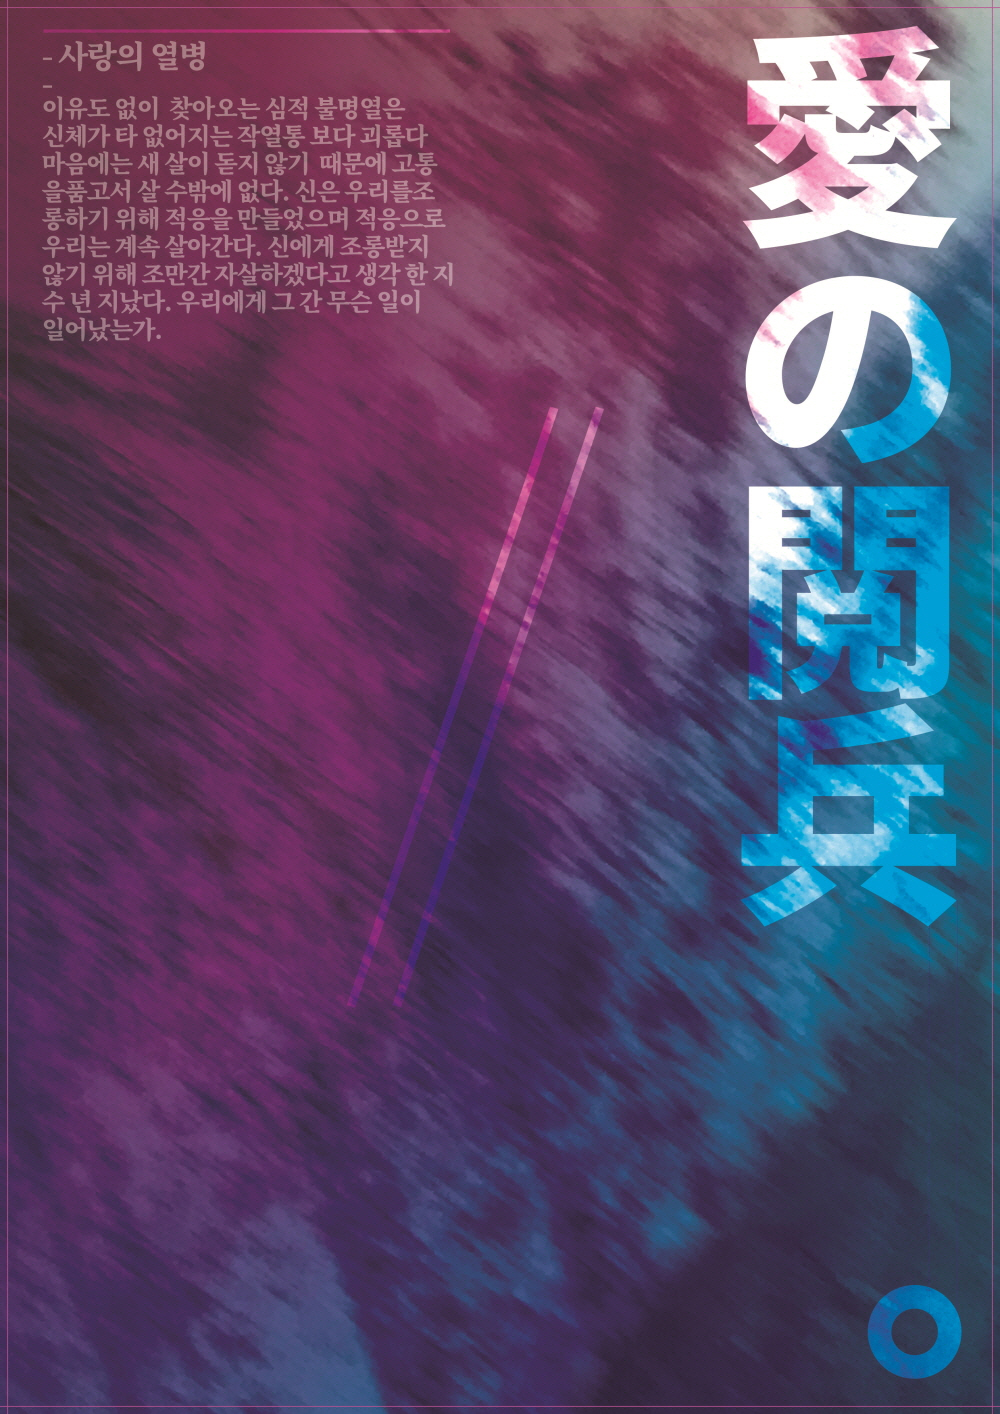 - 사랑의 열병
-
이유도 없이 찾아오는 심적 불명열은
신체가 타 없어지는 작열통 보다 괴롭다
마음에는 새 살이 돋지 않기 때문에 고통
을품고서 살 수밖에 없다. 신은 우리를조
롱하기 위해 적응을 만들었으며 적응으로
우리는 계속 살아간다. 신에게 조롱받지
않기 위해 조만간 자살하겠다고 생각 한 지
수 년 지났다. 우리에게 그 간 무슨 일이
일어났는가.
愛の閲兵